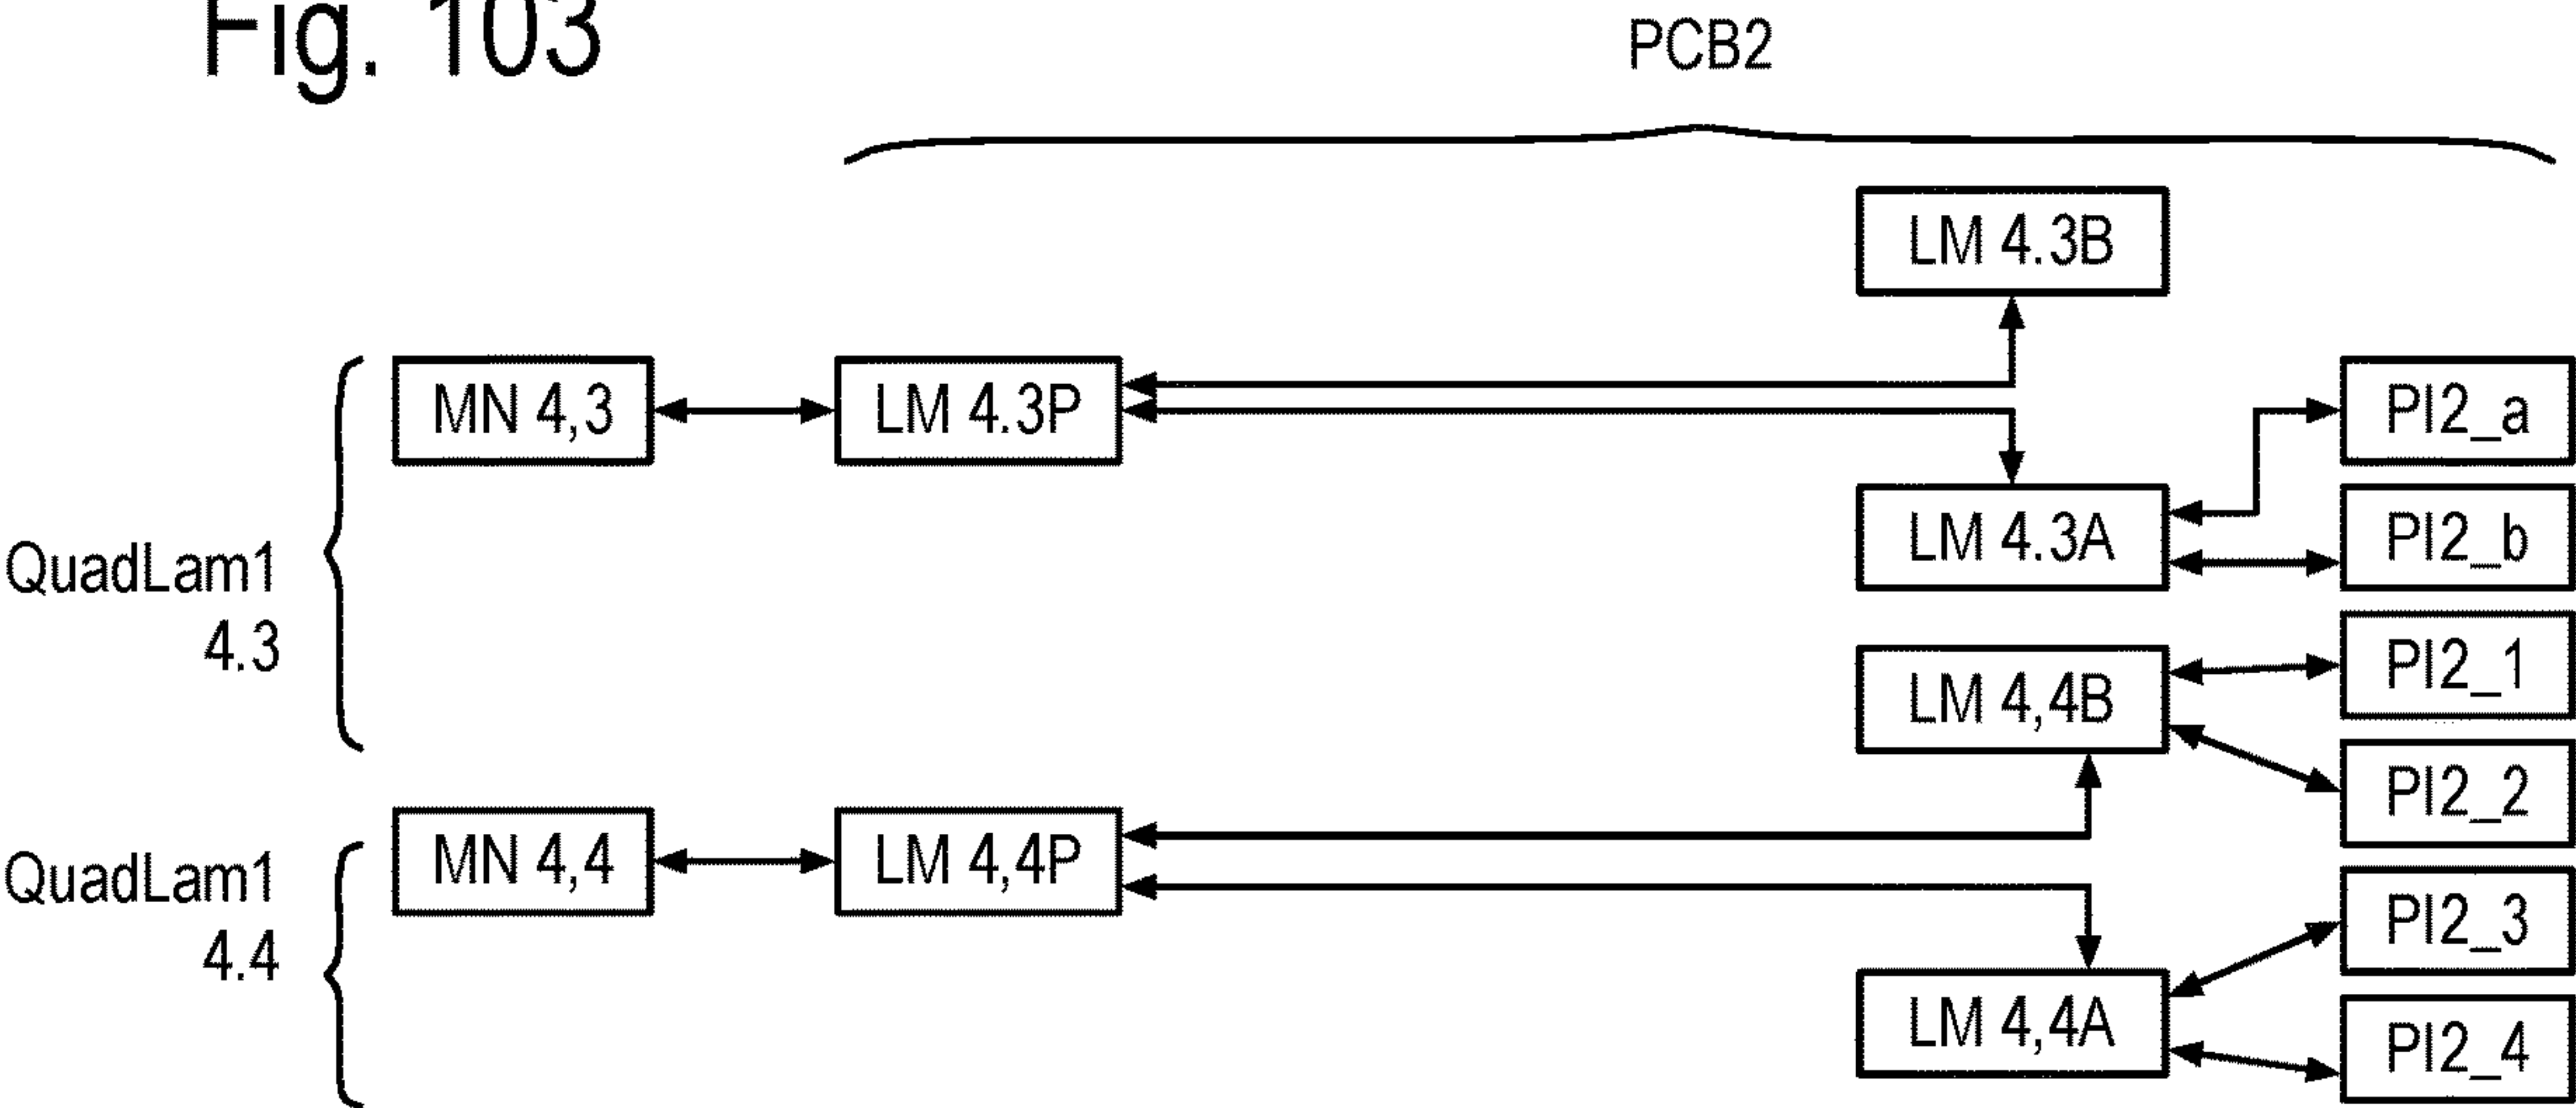 Fig. 103
PCB2
LM 4.3B
MN 4,3
LM 4.3P
PI2_a
LM 4.3A
PI2_b
QuadLam1
4.3
PI2_1
LM 4,4B
PI2_2
MN 4,4
LM 4,4P
QuadLam1
4.4
PI2_3
LM 4,4A
PI2_4